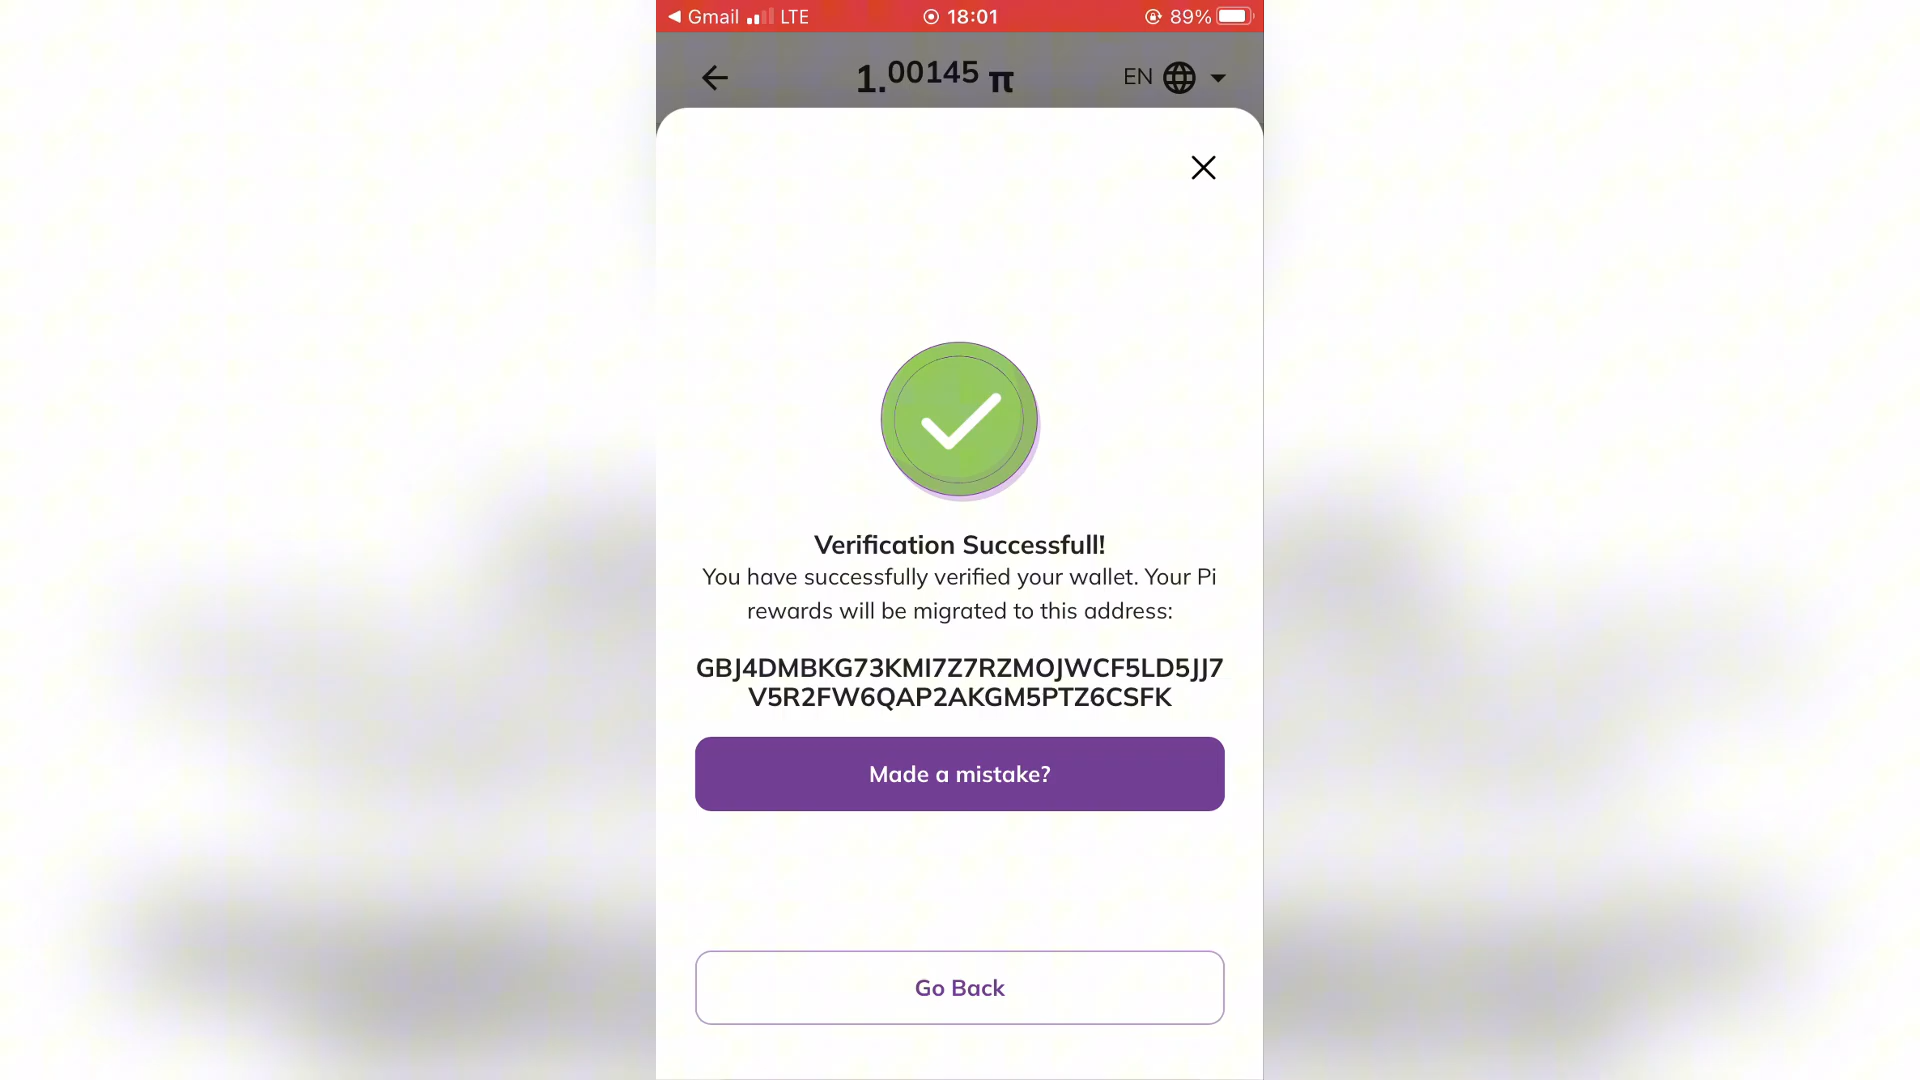 Gmail LTE 18:01 89%
1.00145 π EN
Verification Successfull!
You have successfully verified your wallet. Your Pi
rewards will be migrated to this address:
GBJ4DMBKG73KMI7Z7RZMOJWCF5LD5JJ7
V5R2FW6QAP2AKGM5PTZ6CSFK
Made a mistake?
Go Back